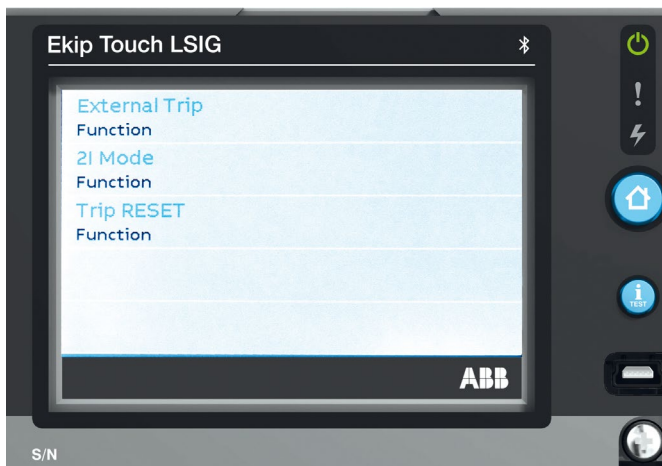 Ekip Touch LSIG
External Trip
Function
2I Mode
Function
Trip RESET
Function
i
TEST
ABB
S/N